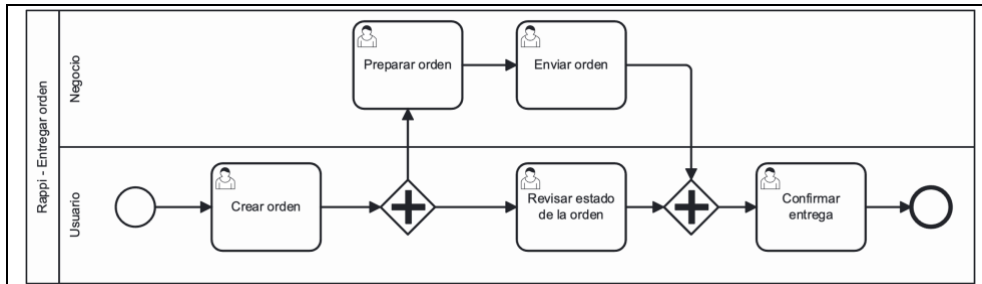 Rappi - Entregar orden
Negocio
Preparar orden
Enviar orden
Usuario
Crear orden
Revisar estado
de la orden
Confirmar
entrega